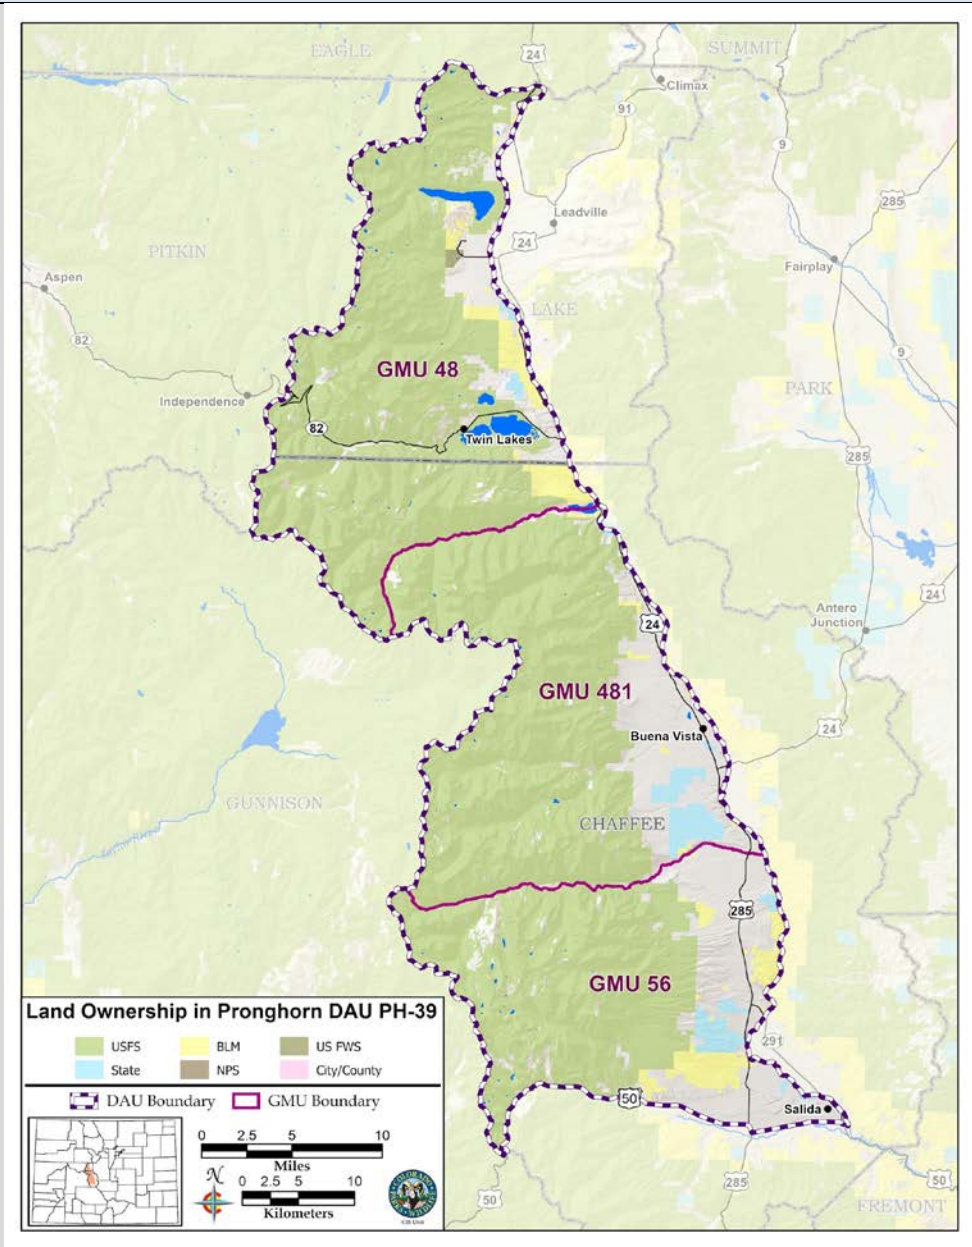 EAGLE
24
SUMMIT
Climax
91
9
285
Leadville
24
PITKIN
Fairplay
Aspen
LAKE
82
9
GMU 48
PARK
Independence
82
Twin Lakes
285
24
Antero
Junction
24
GMU 481
24
Buena Vista
GUNNISON
CHAFFEE
285
GMU 56
291
50
Salida
285
50
50
FREMONT
Land Ownership in Pronghorn DAU PH-39
USFS BLM US FWS
State NPS City/County
DAU Boundary GMU Boundary
0 2.5 5 10
Miles
N
0 2.5 5 10
Kilometers
COLORADO
GIS Unit